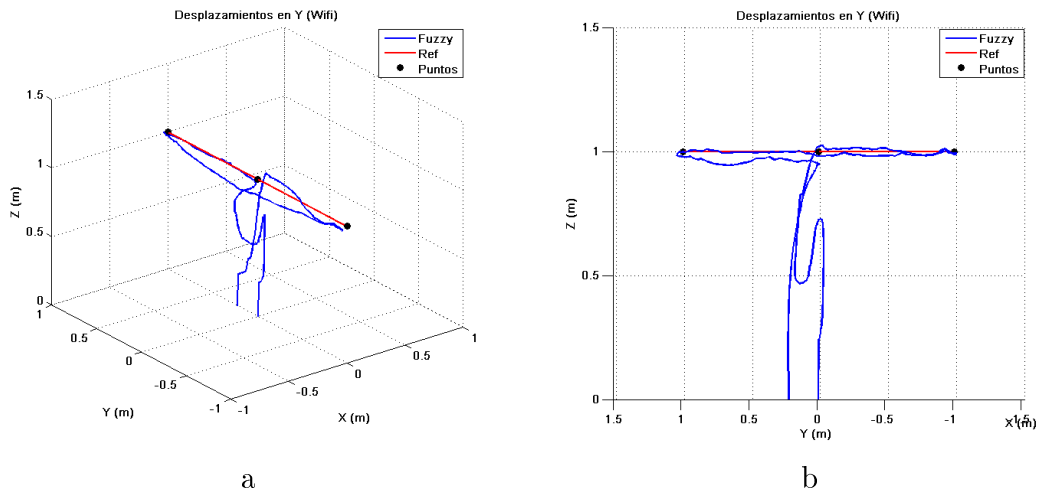 Desplazamientos en Y (Wifi)
Fuzzy
Ref
Puntos
1.5
1
0.5
0
Z (m)
1
0.5
0
-0.5
-1
Y (m)
-1
-0.5
0
0.5
1
X (m)
a
Desplazamientos en Y (Wifi)
Fuzzy
Ref
Puntos
1.5
1
0.5
0
Z (m)
1.5
1
0.5
0
-0.5
-1
-1.5
X (m)
Y (m)
b